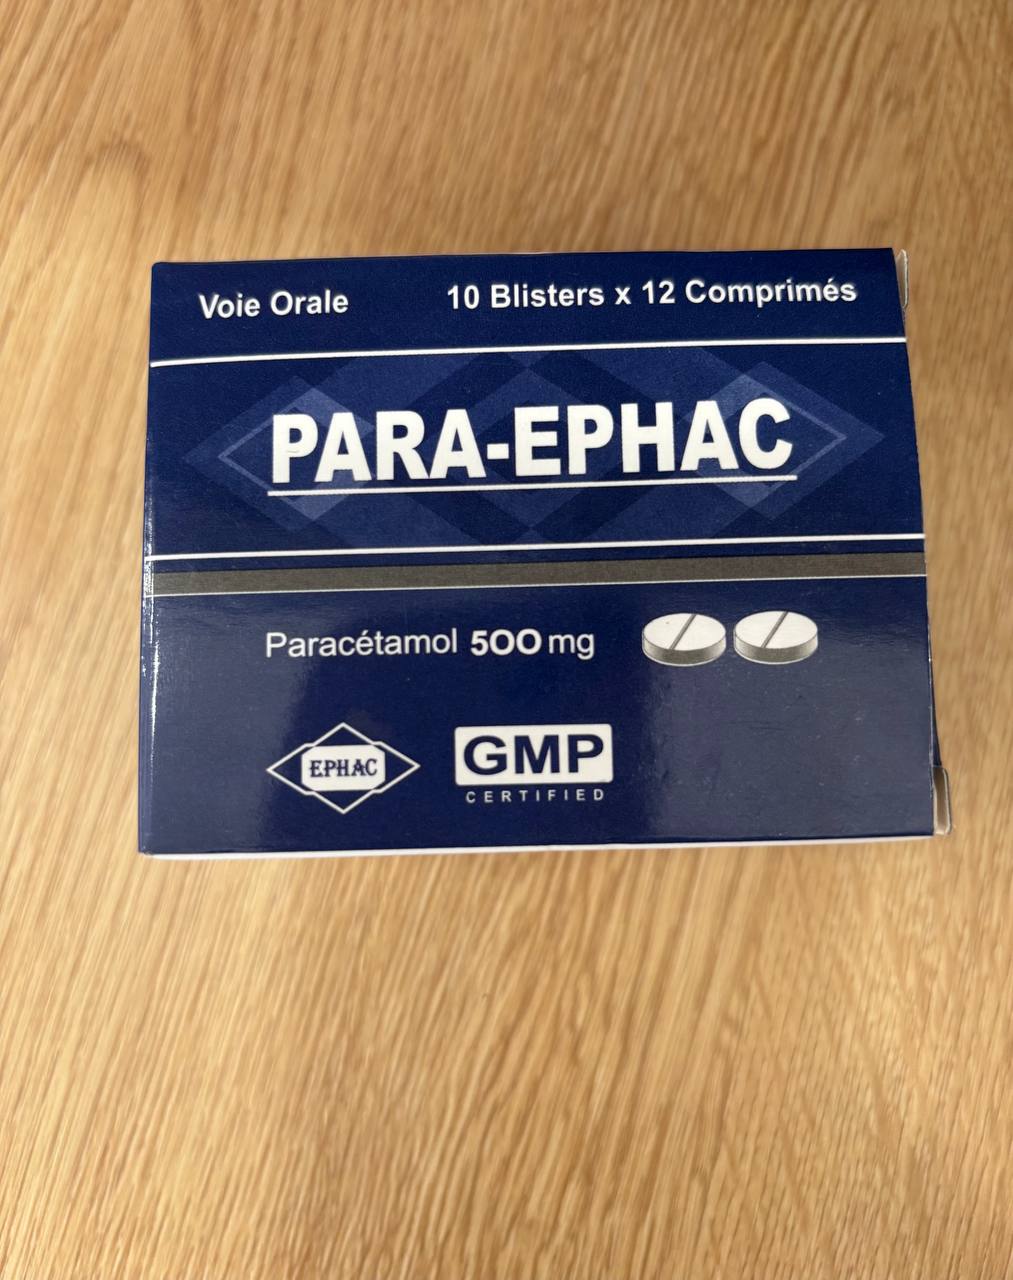 Voie Orale 10 Blisters x 12 Comprimés
PARA-EPHAC
Paracétamol 500 mg
EPHAC GMP
CERTIFIED